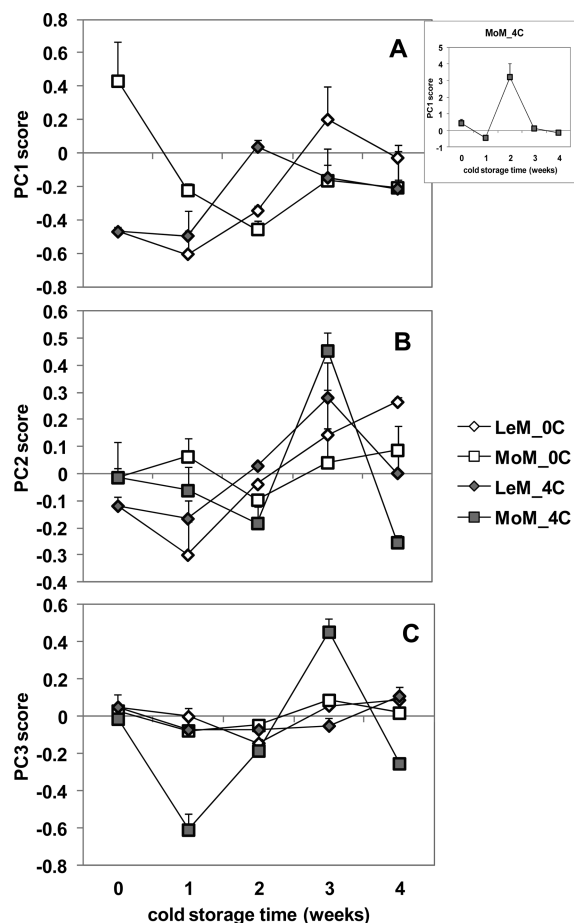 A
PC1 score
0.8
0.6
0.4
0.2
0
-0.2
-0.4
-0.6
-0.8
MoM_4C
PC1 score
5
4
3
2
1
0
-1
0 1 2 3 4
cold storage time (weeks)
B
PC2 score
0.6
0.5
0.4
0.3
0.2
0.1
0
-0.1
-0.2
-0.3
-0.4
LeM_0C
MoM_0C
LeM_4C
MoM_4C
C
PC3 score
0.6
0.4
0.2
0
-0.2
-0.4
-0.6
-0.8
0 1 2 3 4
cold storage time (weeks)